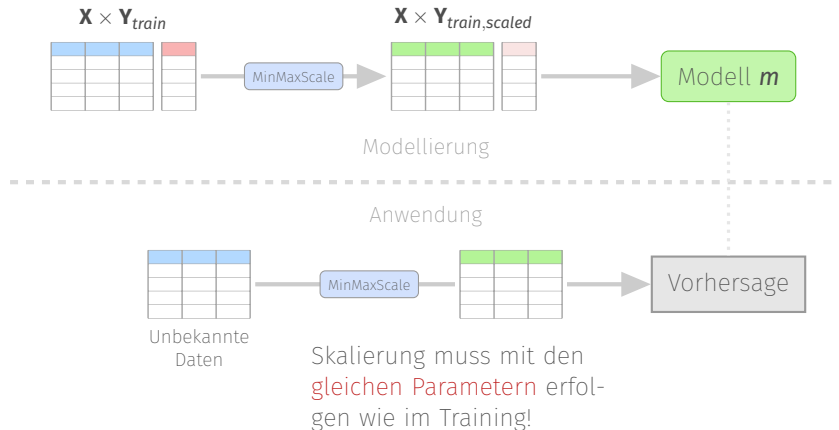 X × Y_train
X × Y_train,scaled
MinMaxScale
Modell m
Modellierung
Anwendung
MinMaxScale
Vorhersage
Unbekannte
Daten
Skalierung muss mit den
gleichen Parametern erfol-
gen wie im Training!